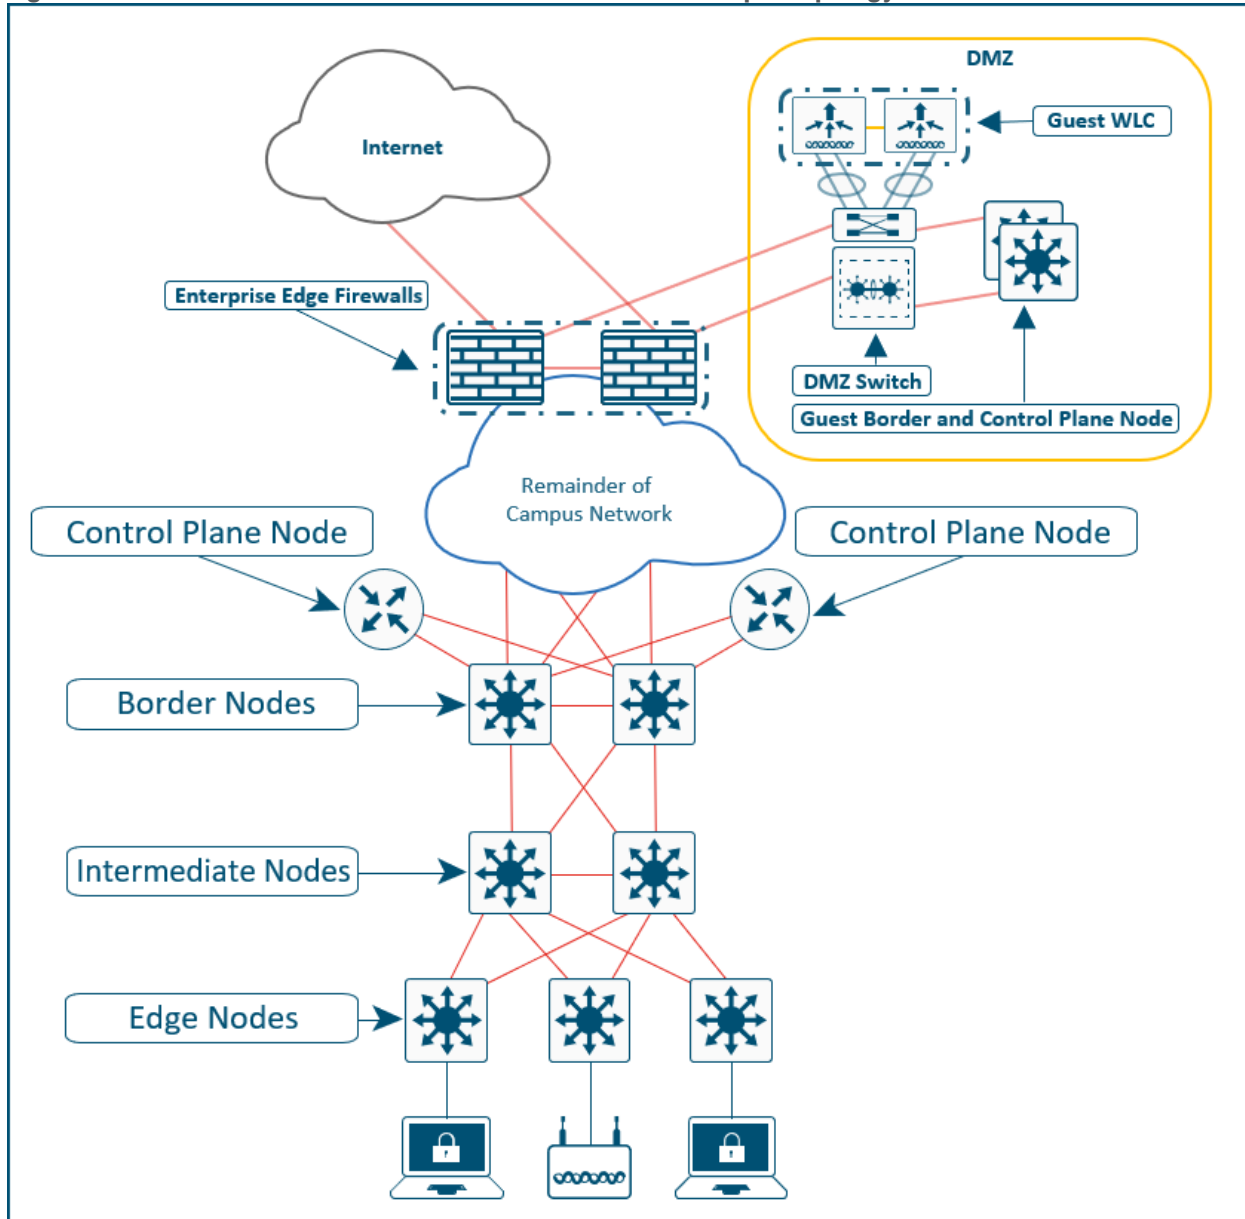 DMZ
Guest WLC
Internet
Enterprise Edge Firewalls
DMZ Switch
Guest Border and Control Plane Node
Remainder of
Campus Network
Control Plane Node
Control Plane Node
Border Nodes
Intermediate Nodes
Edge Nodes